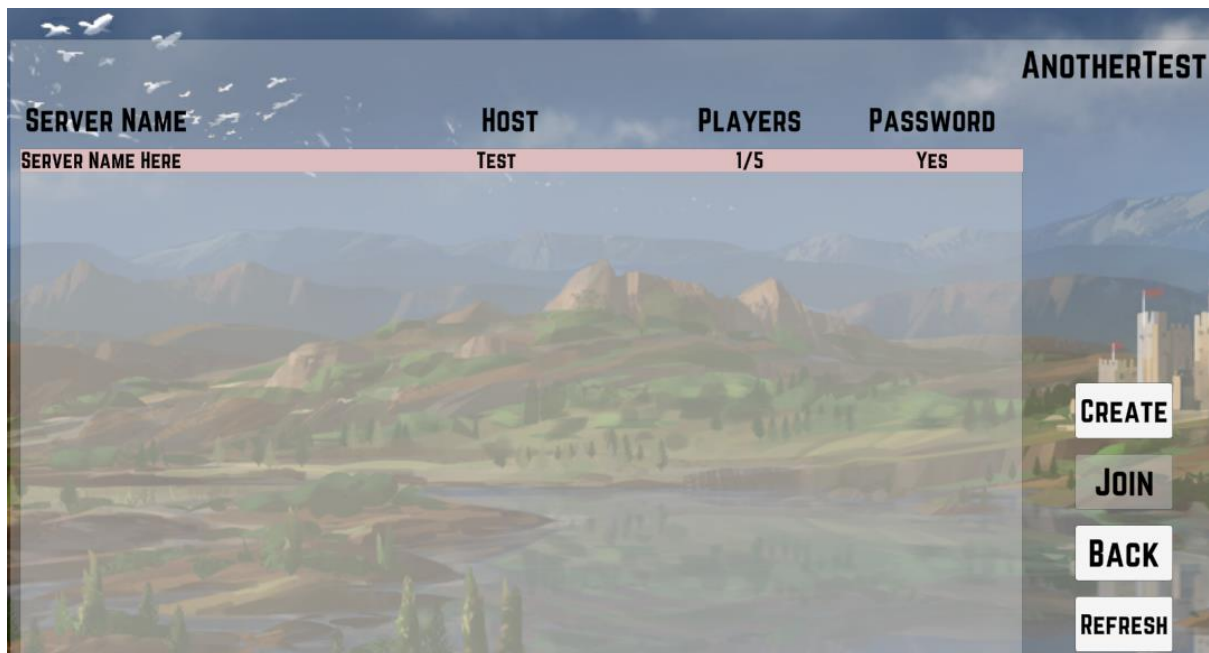 AnotherTest
Server Name Host Players Password
Server Name Here Test 1/5 Yes
Create
Join
Back
Refresh